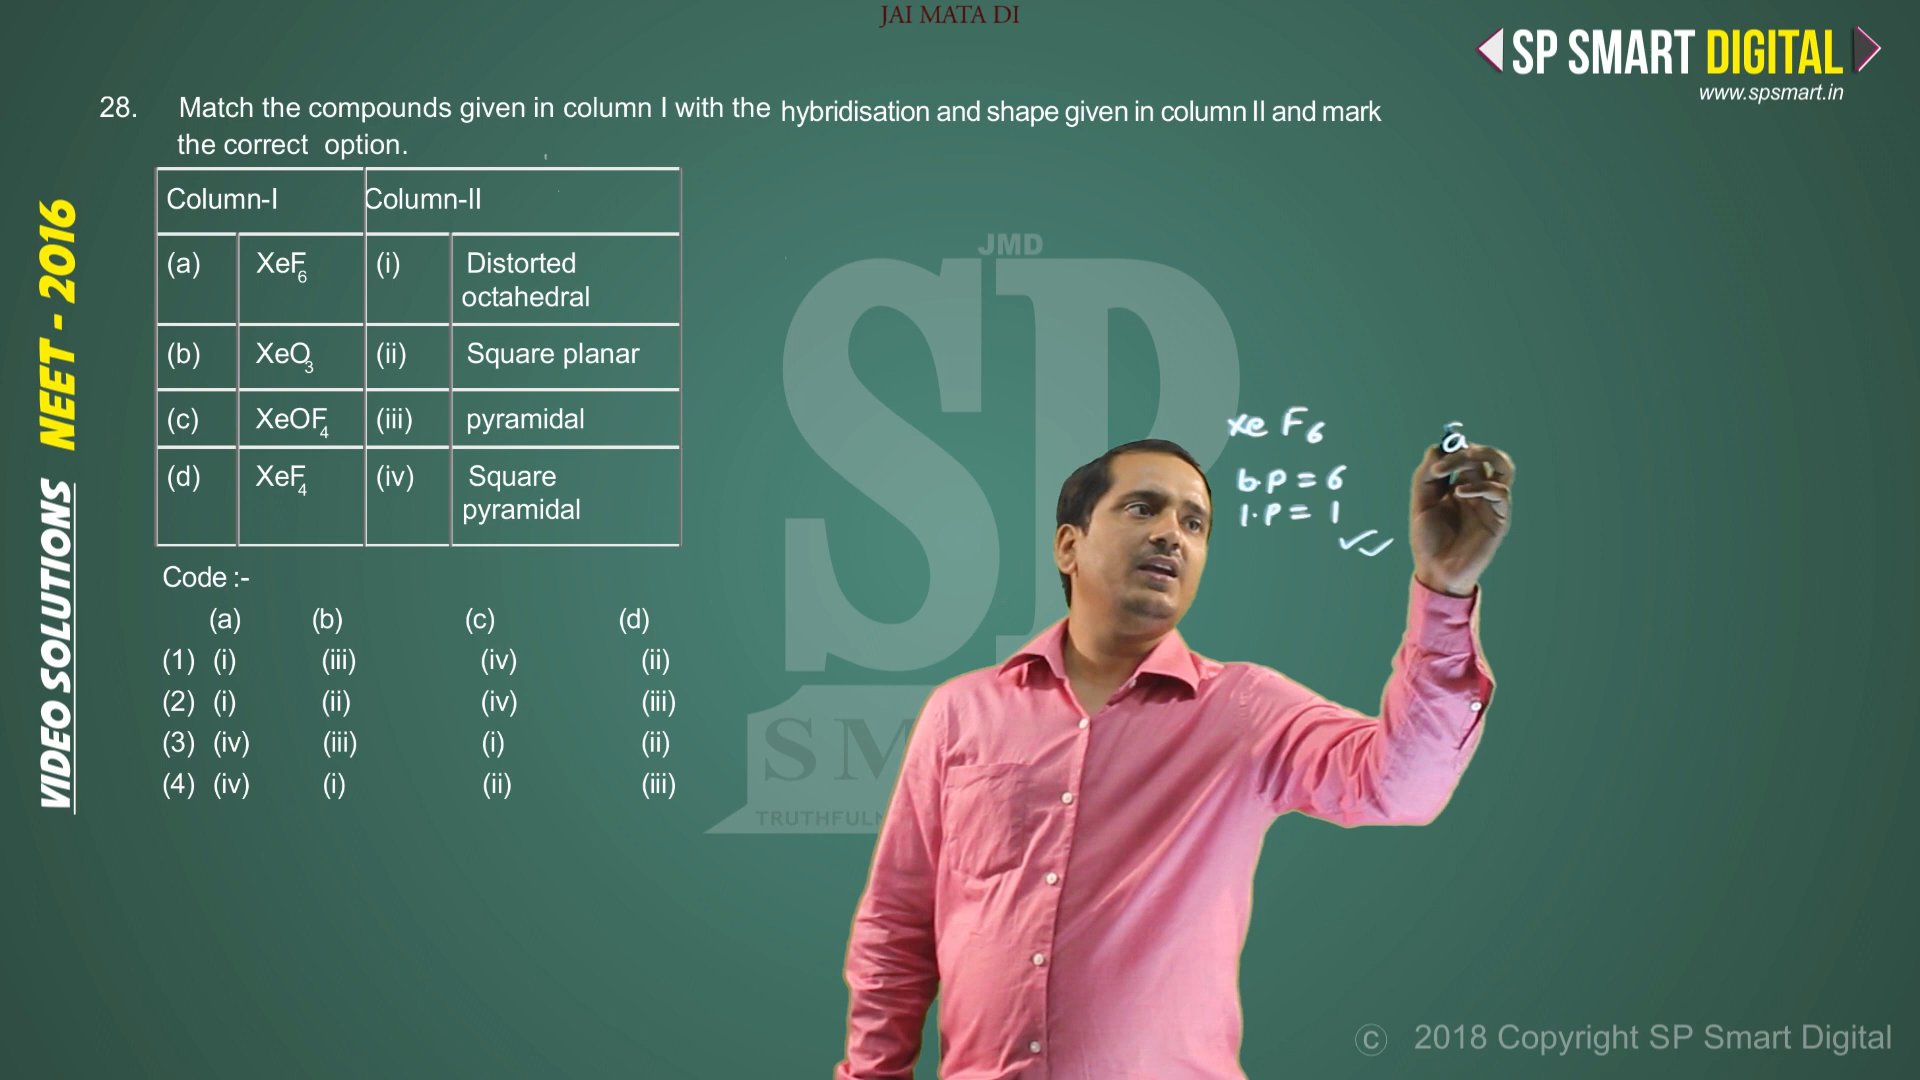 JAI MATA DI
SP SMART DIGITAL
www.spsmart.in
28. Match the compounds given in column I with the hybridisation and shape given in column II and mark
the correct option.
Column-I Column-II
(a) XeF6 (i) Distorted
octahedral
(b) XeO3 (ii) Square planar
(c) XeOF4 (iii) pyramidal
(d) XeF4 (iv) Square
pyramidal
Code :-
(a) (b) (c) (d)
(1) (i) (iii) (iv) (ii)
(2) (i) (ii) (iv) (iii)
(3) (iv) (iii) (i) (ii)
(4) (iv) (i) (ii) (iii)
VIDEO SOLUTIONS NEET - 2016
JMD
SP
SM
xeF6
b.p = 6
l.p = 1
a
© 2018 Copyright SP Smart Digital